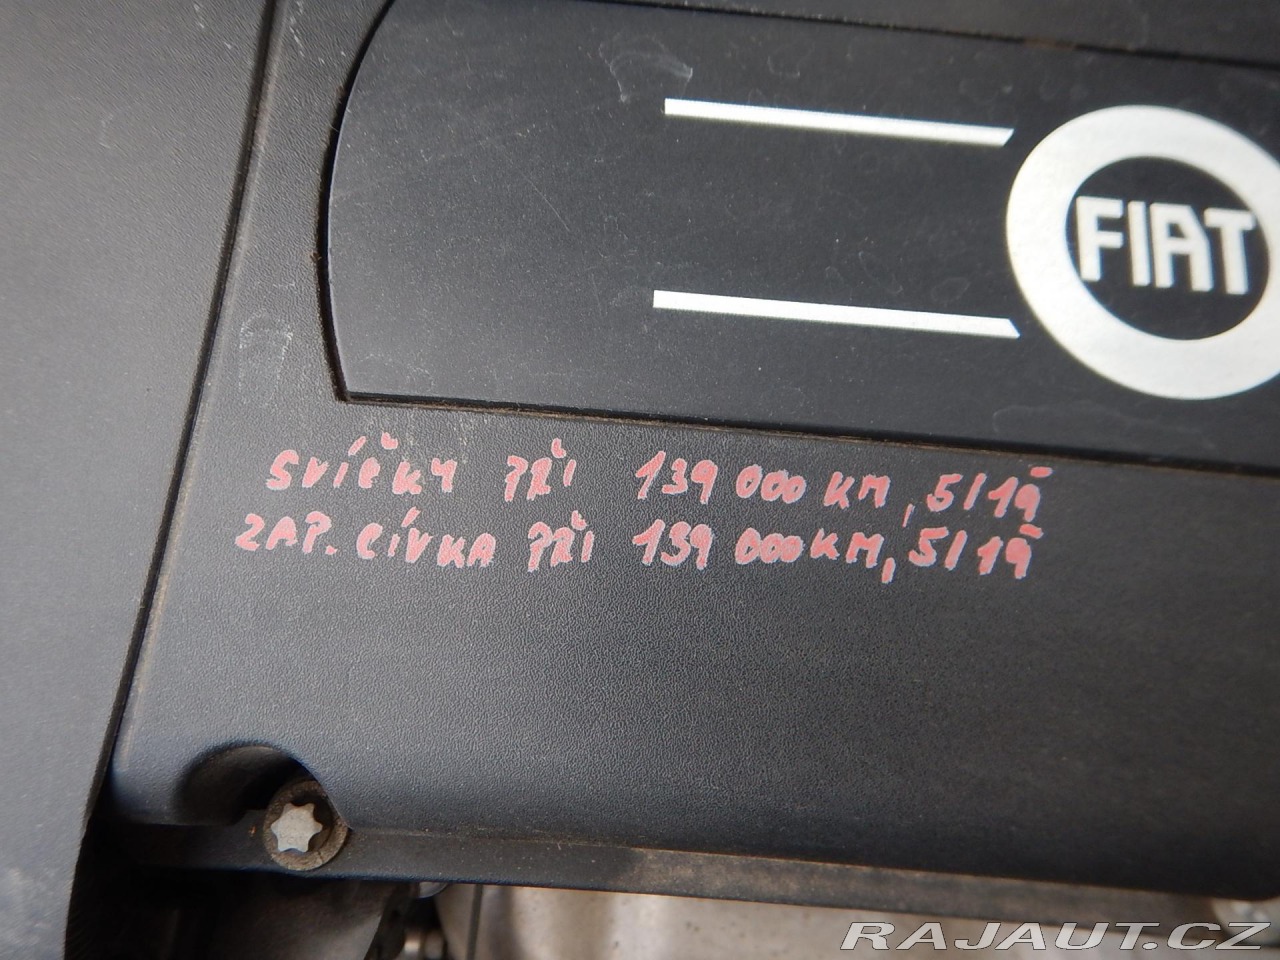 FIAT
SVÍČKY PŘI 139 000 KM, 5/19
ZAP. CÍVKA PŘI 139 000 KM, 5/19
RAJAUT.CZ